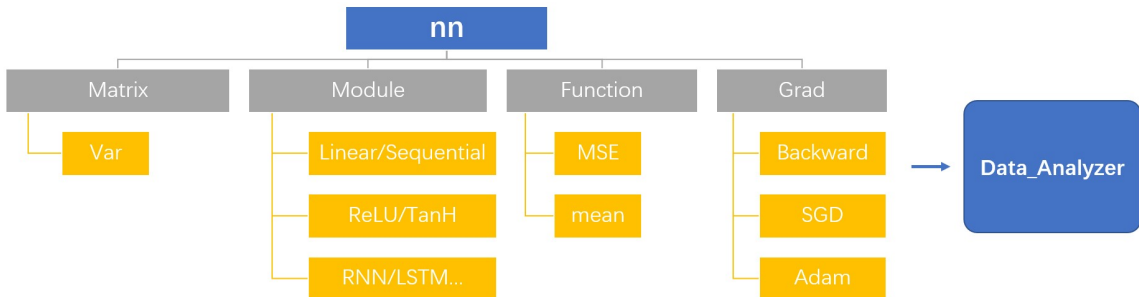 nn
Matrix
Module
Function
Grad
Var
Linear/Sequential
MSE
Backward
Data_Analyzer
ReLU/TanH
mean
SGD
RNN/LSTM...
Adam